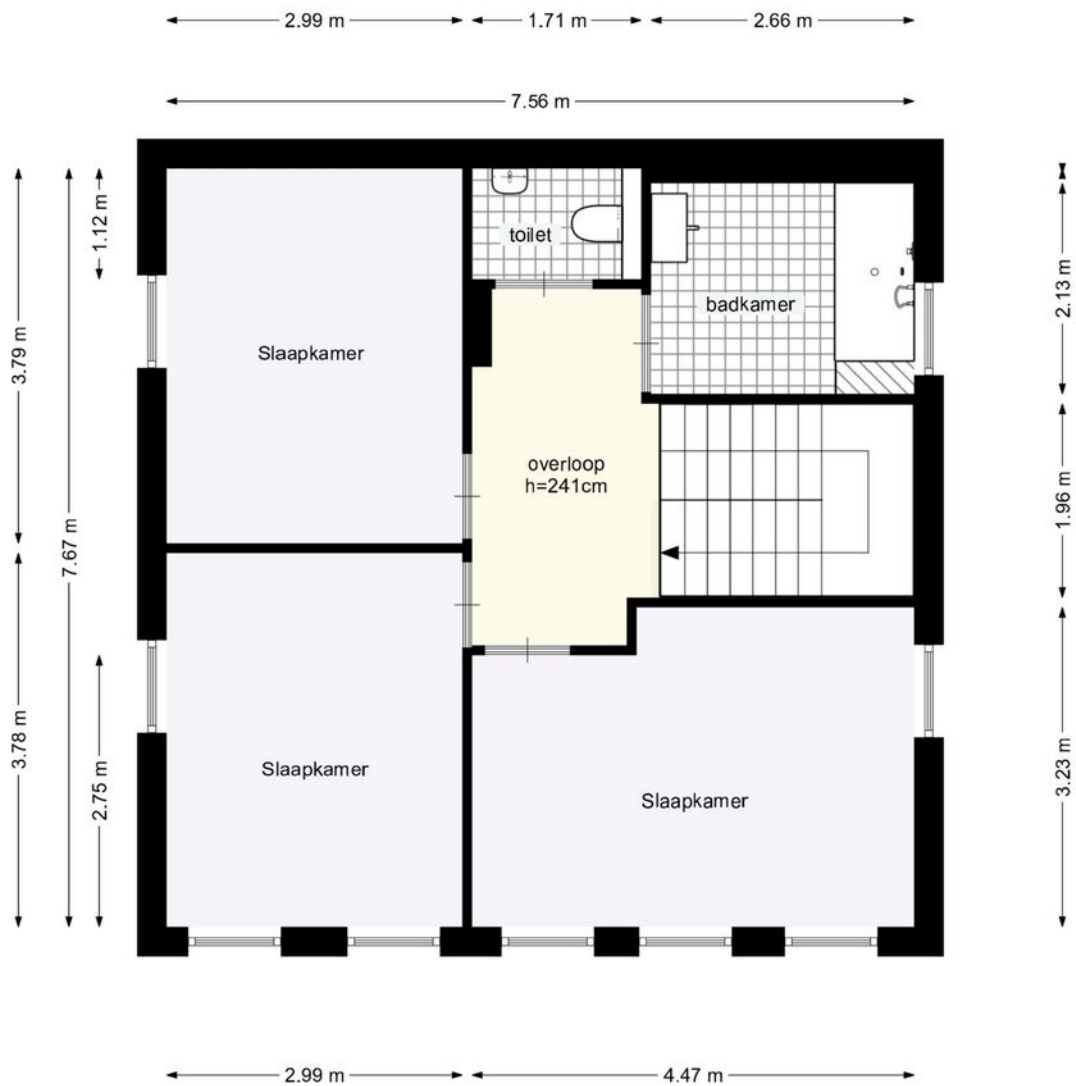 2.99 m
1.71 m
2.66 m
7.56 m
1.12 m
3.79 m
7.67 m
3.78 m
2.75 m
toilet
badkamer
Slaapkamer
overloop
h=241cm
Slaapkamer
Slaapkamer
2.13 m
1.96 m
3.23 m
2.99 m
4.47 m